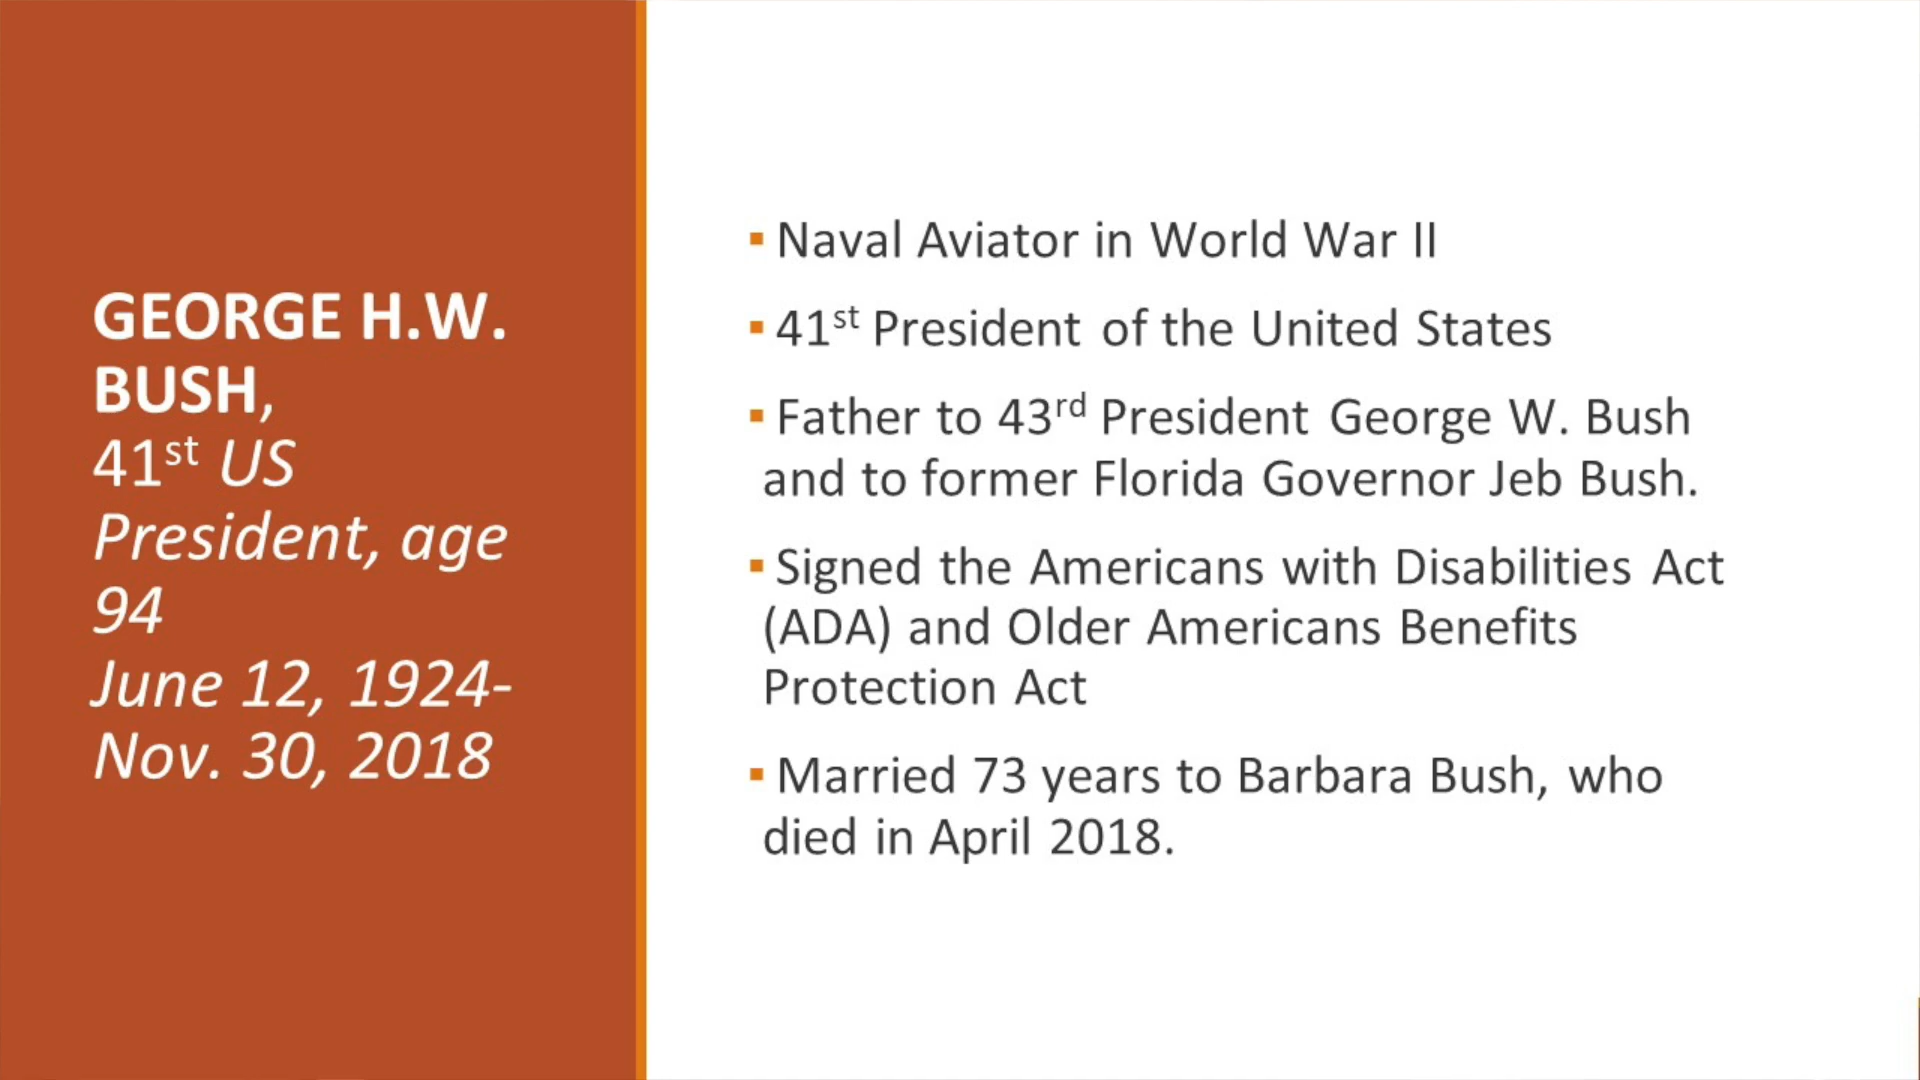 GEORGE H.W.
BUSH,
41st US
President, age
94
June 12, 1924-
Nov. 30, 2018
▪ Naval Aviator in World War II
▪ 41st President of the United States
▪ Father to 43rd President George W. Bush
and to former Florida Governor Jeb Bush.
▪ Signed the Americans with Disabilities Act
(ADA) and Older Americans Benefits
Protection Act
▪ Married 73 years to Barbara Bush, who
died in April 2018.